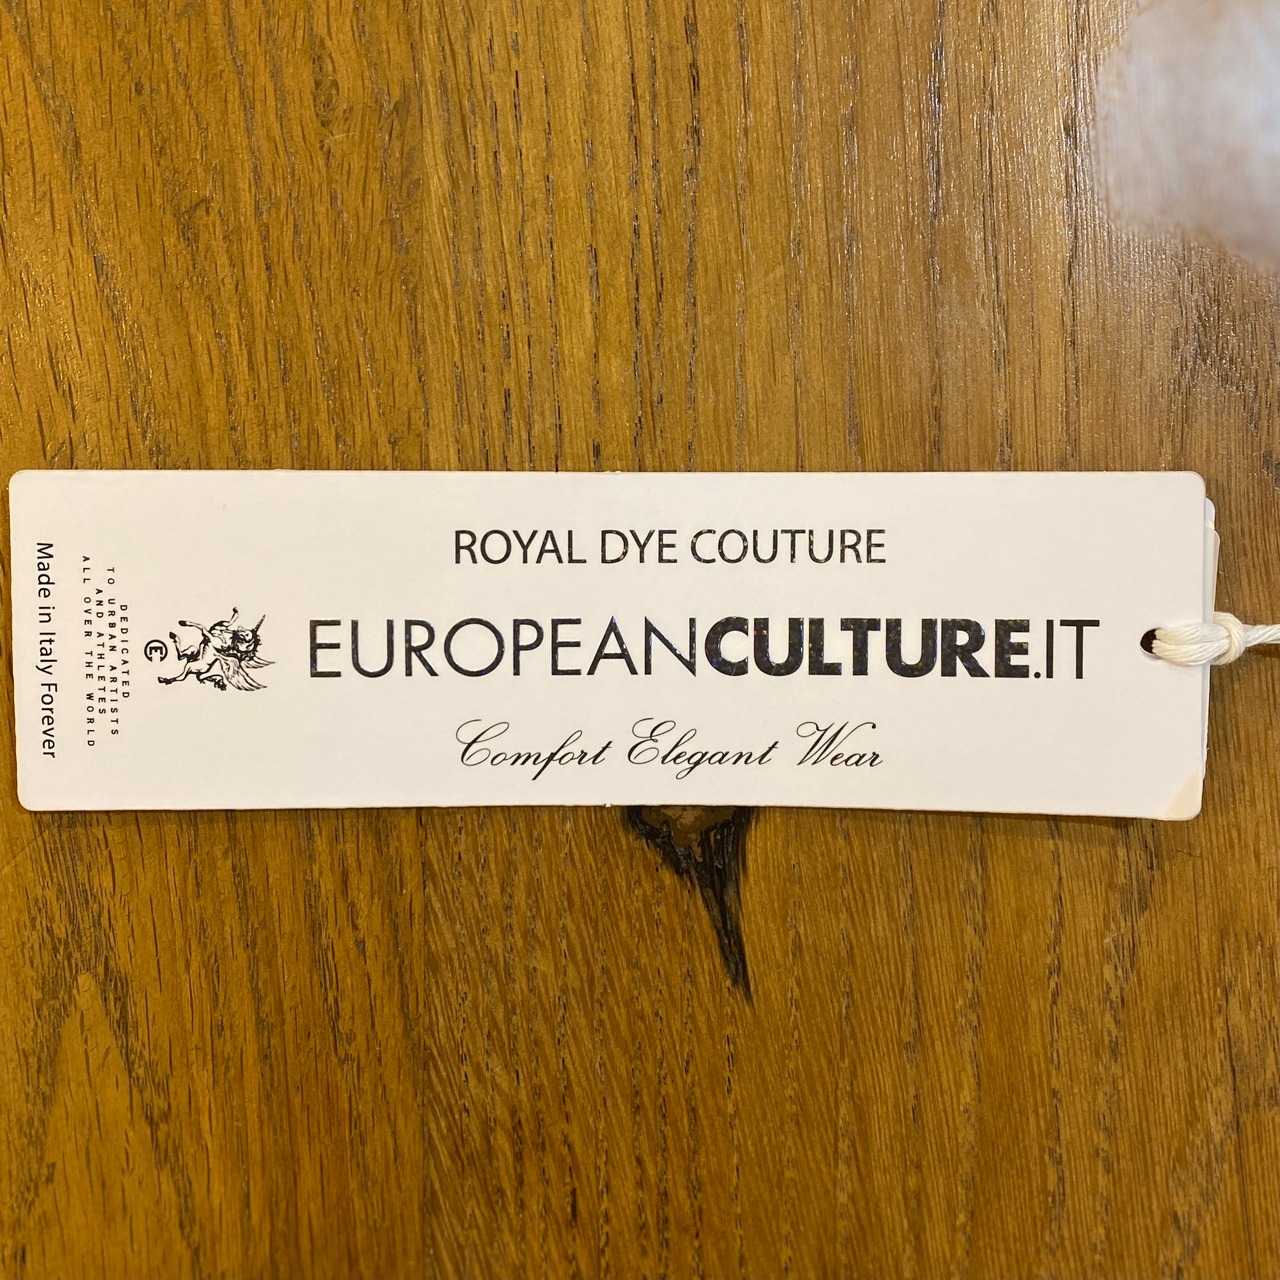 ROYAL DYE COUTURE
EUROPEANCULTURE.IT
Comfort Elegant Wear
Є
DEDICATED
TO URBAN ARTISTS
AND ATHLETES
ALL OVER THE WORLD
Made in Italy Forever